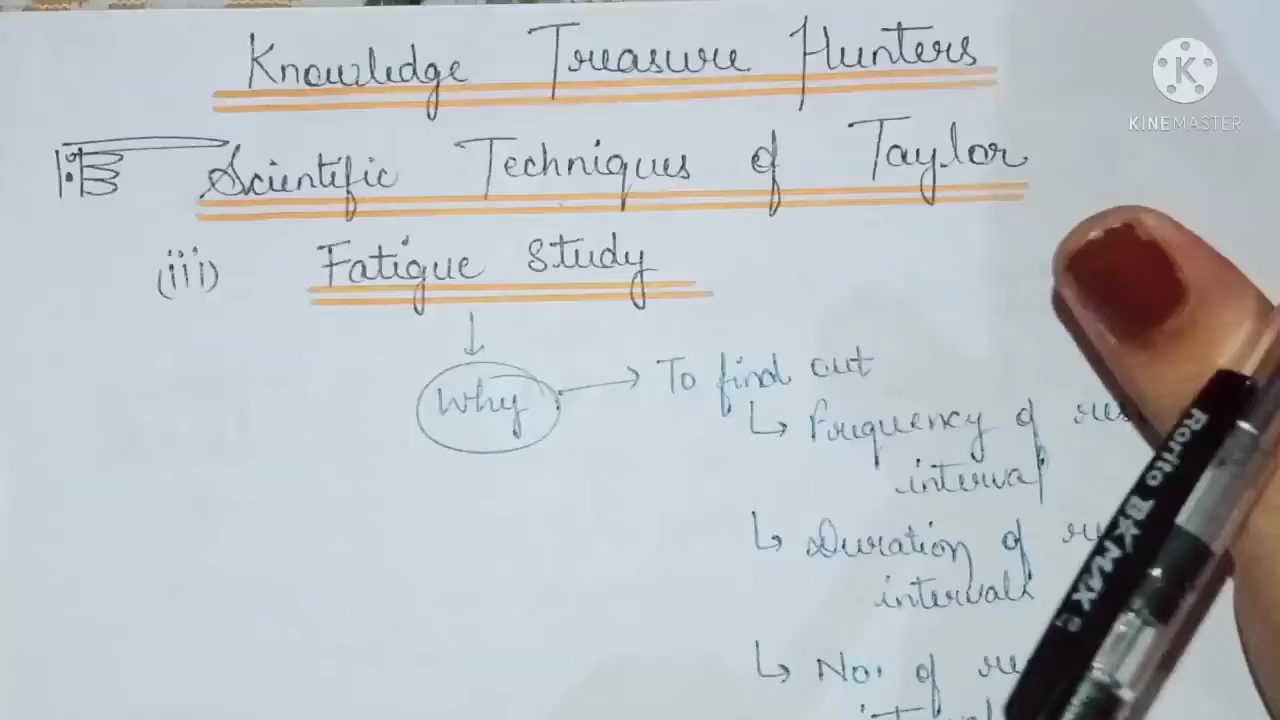 Knowledge Treasure Hunters
KINEMASTER
Scientific Techniques of Taylor
(iii) Fatigue Study
Why → To find out
↳ Frequency of
interval
↳ Duration of
intervals
↳ No. of
Rorito BXMAX